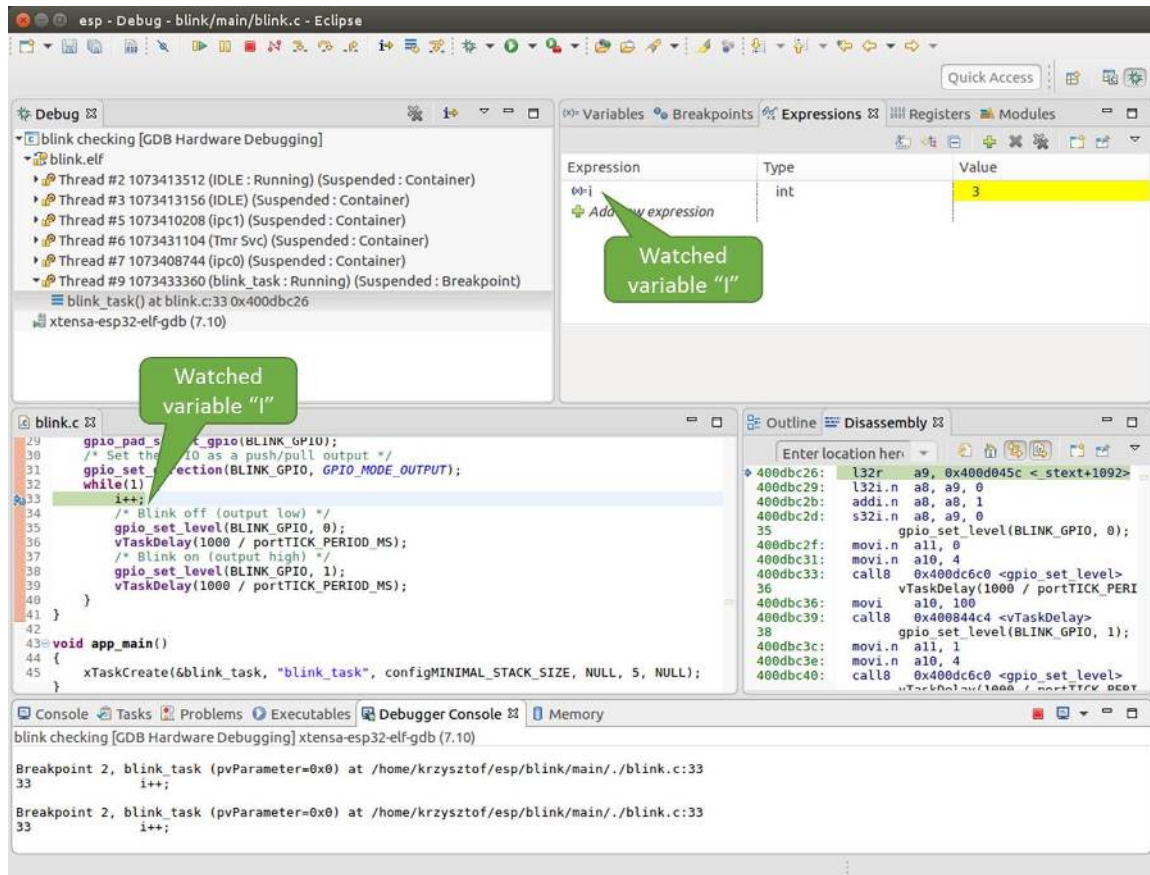 esp - Debug - blink/main/blink.c - Eclipse
Quick Access
Debug
blink checking [GDB Hardware Debugging]
blink.elf
Thread #2 1073413512 (IDLE : Running) (Suspended : Container)
Thread #3 1073413156 (IDLE) (Suspended : Container)
Thread #5 1073410208 (ipc1) (Suspended : Container)
Thread #6 1073431104 (Tmr Svc) (Suspended : Container)
Thread #7 1073408744 (ipc0) (Suspended : Container)
Thread #9 1073433360 (blink_task : Running) (Suspended : Breakpoint)
blink_task() at blink.c:33 0x400dbc26
xtensa-esp32-elf-gdb (7.10)
(x)= Variables Breakpoints Expressions Registers Modules
Expression Type Value
(x)= i int 3
Add expression
Watched
variable “I”
Watched
variable “I”
blink.c
29 gpio_pad_s t_gpio(BLINK_GPIO);
30 /* Set the IO as a push/pull output */
31 gpio_set rection(BLINK_GPIO, GPIO_MODE_OUTPUT);
32 while(1)
33 i++;
34 /* Blink off (output low) */
35 gpio_set_level(BLINK_GPIO, 0);
36 vTaskDelay(1000 / portTICK_PERIOD_MS);
37 /* Blink on (output high) */
38 gpio_set_level(BLINK_GPIO, 1);
39 vTaskDelay(1000 / portTICK_PERIOD_MS);
40 }
41 }
42
43 void app_main()
44 {
45 xTaskCreate(&blink_task, "blink_task", configMINIMAL_STACK_SIZE, NULL, 5, NULL);
}
Outline Disassembly
Enter location her
400dbc26: l32r a9, 0x400d045c <_stext+1092>
400dbc29: l32i.n a8, a9, 0
400dbc2b: addi.n a8, a8, 1
400dbc2d: s32i.n a8, a9, 0
35 gpio_set_level(BLINK_GPIO, 0);
400dbc2f: movi.n a11, 0
400dbc31: movi.n a10, 4
400dbc33: call8 0x400dc6c0 <gpio_set_level>
36 vTaskDelay(1000 / portTICK_PERI
400dbc36: movi a10, 100
400dbc39: call8 0x400844c4 <vTaskDelay>
38 gpio_set_level(BLINK_GPIO, 1);
400dbc3c: movi.n a11, 1
400dbc3e: movi.n a10, 4
400dbc40: call8 0x400dc6c0 <gpio_set_level>
vTaskDelay(1000 / portTICK_PERI
Console Tasks Problems Executables Debugger Console Memory
blink checking [GDB Hardware Debugging] xtensa-esp32-elf-gdb (7.10)
Breakpoint 2, blink_task (pvParameter=0x0) at /home/krzysztof/esp/blink/main/./blink.c:33
33 i++;
Breakpoint 2, blink_task (pvParameter=0x0) at /home/krzysztof/esp/blink/main/./blink.c:33
33 i++;